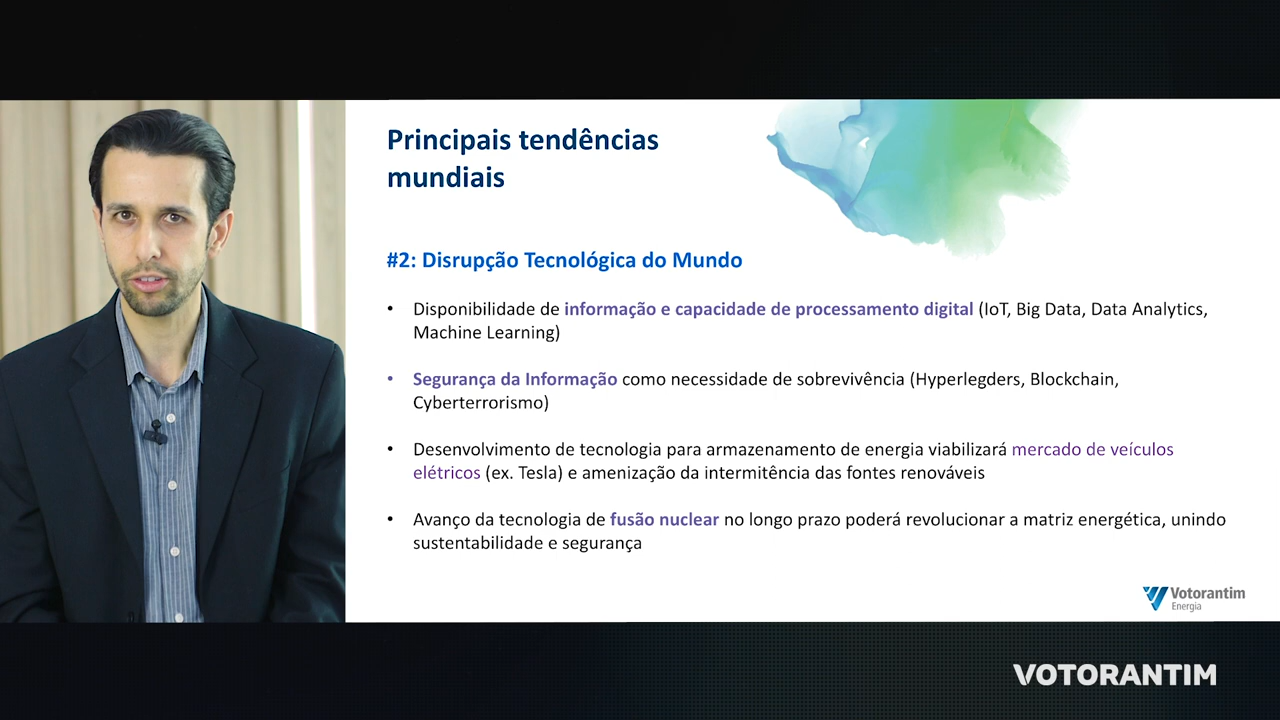 Principais tendências
mundiais
#2: Disrupção Tecnológica do Mundo
• Disponibilidade de informação e capacidade de processamento digital (IoT, Big Data, Data Analytics,
Machine Learning)
• Segurança da Informação como necessidade de sobrevivência (Hyperlegders, Blockchain,
Cyberterrorismo)
• Desenvolvimento de tecnologia para armazenamento de energia viabilizará mercado de veículos
elétricos (ex. Tesla) e amenização da intermitência das fontes renováveis
• Avanço da tecnologia de fusão nuclear no longo prazo poderá revolucionar a matriz energética, unindo
sustentabilidade e segurança
Votorantim
Energia
VOTORANTIM